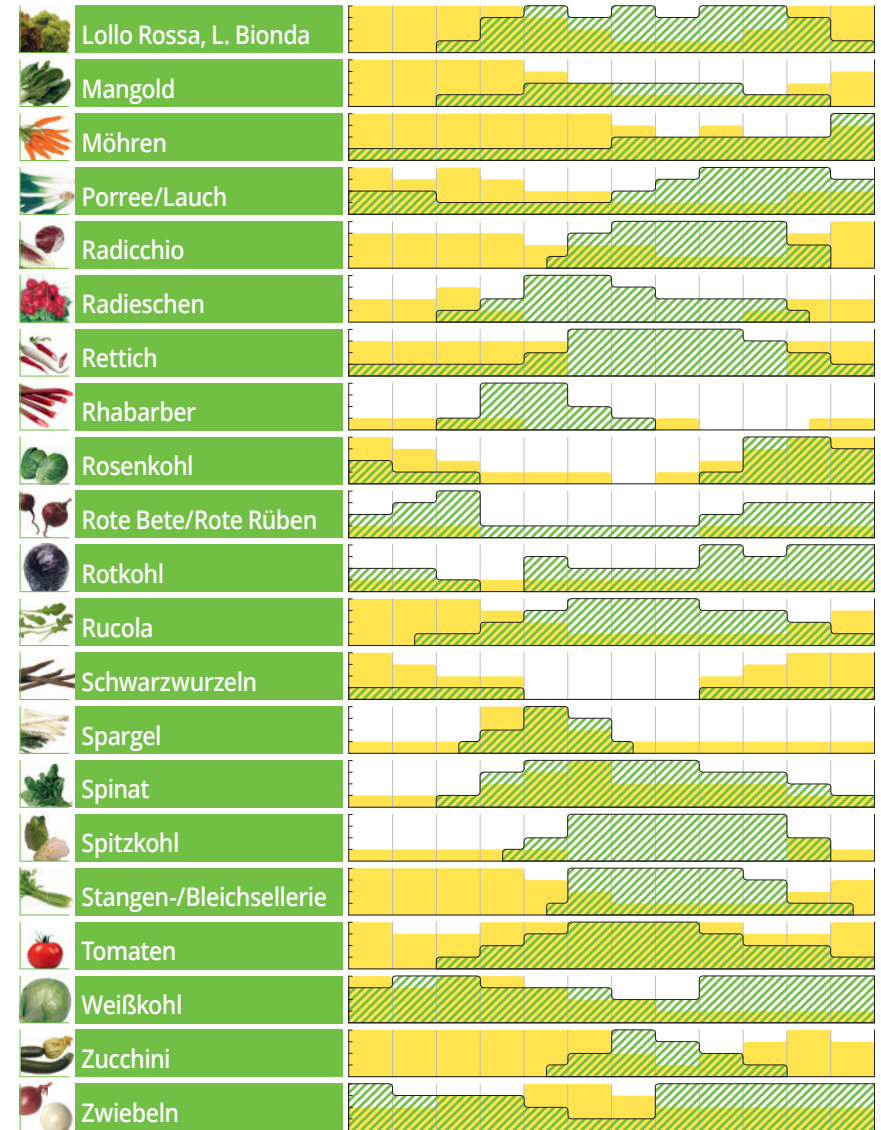 Lollo Rossa, L. Bionda
Mangold
Möhren
Porree/Lauch
Radicchio
Radieschen
Rettich
Rhabarber
Rosenkohl
Rote Bete/Rote Rüben
Rotkohl
Rucola
Schwarzwurzeln
Spargel
Spinat
Spitzkohl
Stangen-/Bleichsellerie
Tomaten
Weißkohl
Zucchini
Zwiebeln